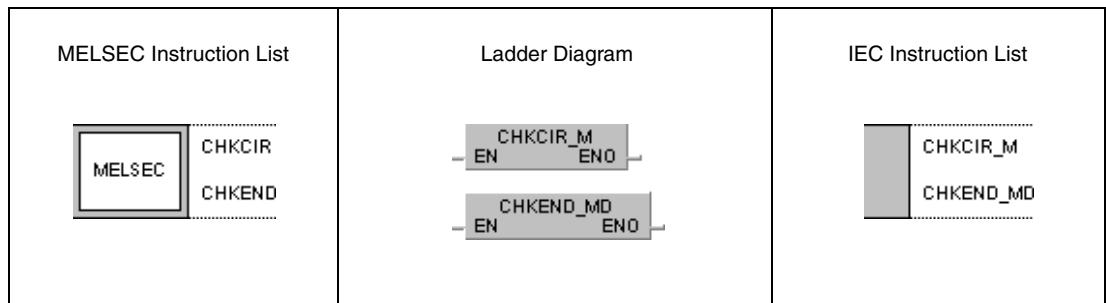 MELSEC Instruction List
MELSEC
CHKCIR
CHKEND
Ladder Diagram
CHKCIR_M
EN ENO
CHKEND_MD
EN ENO
IEC Instruction List
CHKCIR_M
CHKEND_MD